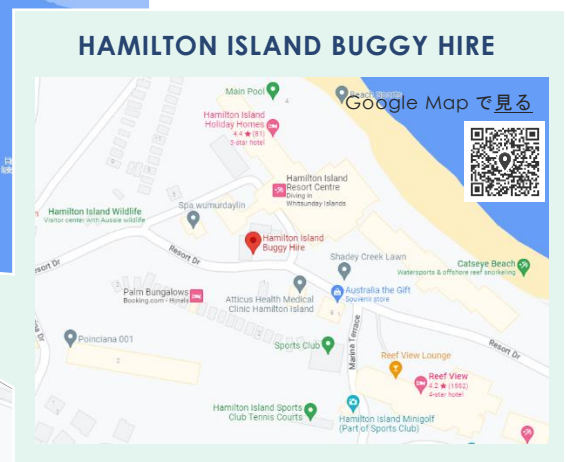 HAMILTON ISLAND BUGGY HIRE
Main Pool
Beach Sports
Google Map で見る
Hamilton Island
Holiday Homes
4.4 ★ (81)
5-star hotel
Hamilton Island
Resort Centre
Diving in
Whitsunday Islands
Spa wumurdaylin
Hamilton Island Wildlife
Visitor center with Aussie wildlife
Hamilton Island
Buggy Hire
Resort Dr
Shadey Creek Lawn
Catseye Beach
Watersports & offshore reef snorkeling
esort Dr
Palm Bungalows
Booking.com - Hotels
Australia the Gift
Souvenir store
Atticus Health Medical
Clinic Hamilton Island
Poinciana 001
Sports Club
Marina Terrace
Resort Dr
Reef View Lounge
Reef View
4.2 ★ (1552)
4-star hotel
Hamilton Island Sports
Club Tennis Courts
Hamilton Island Minigolf
(Part of Sports Club)